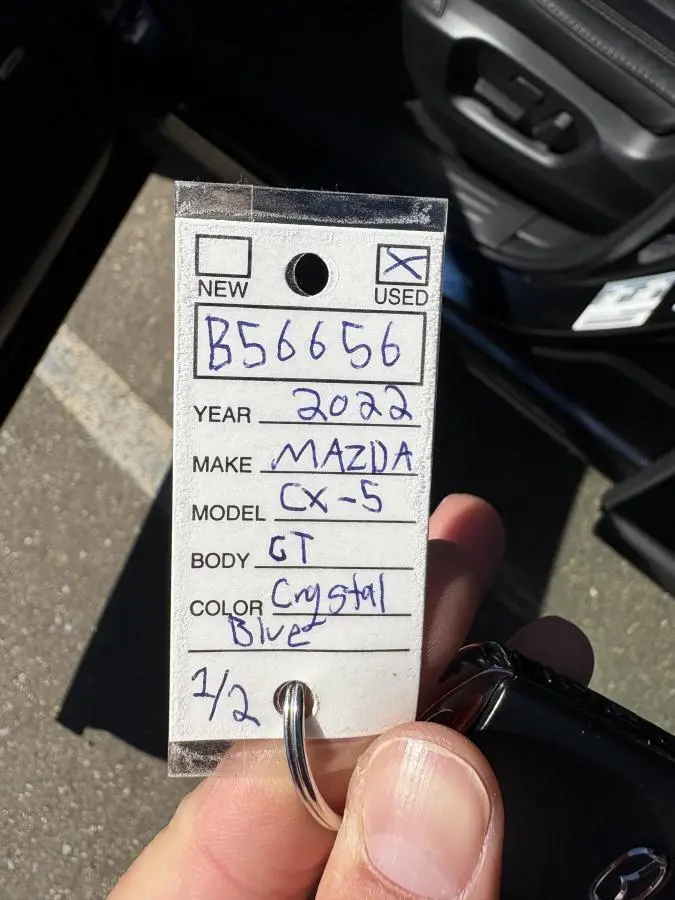 NEW USED
B56656
YEAR 2022
MAKE MAZDA
MODEL CX-5
BODY GT
COLOR Crystal
Blue
1/2